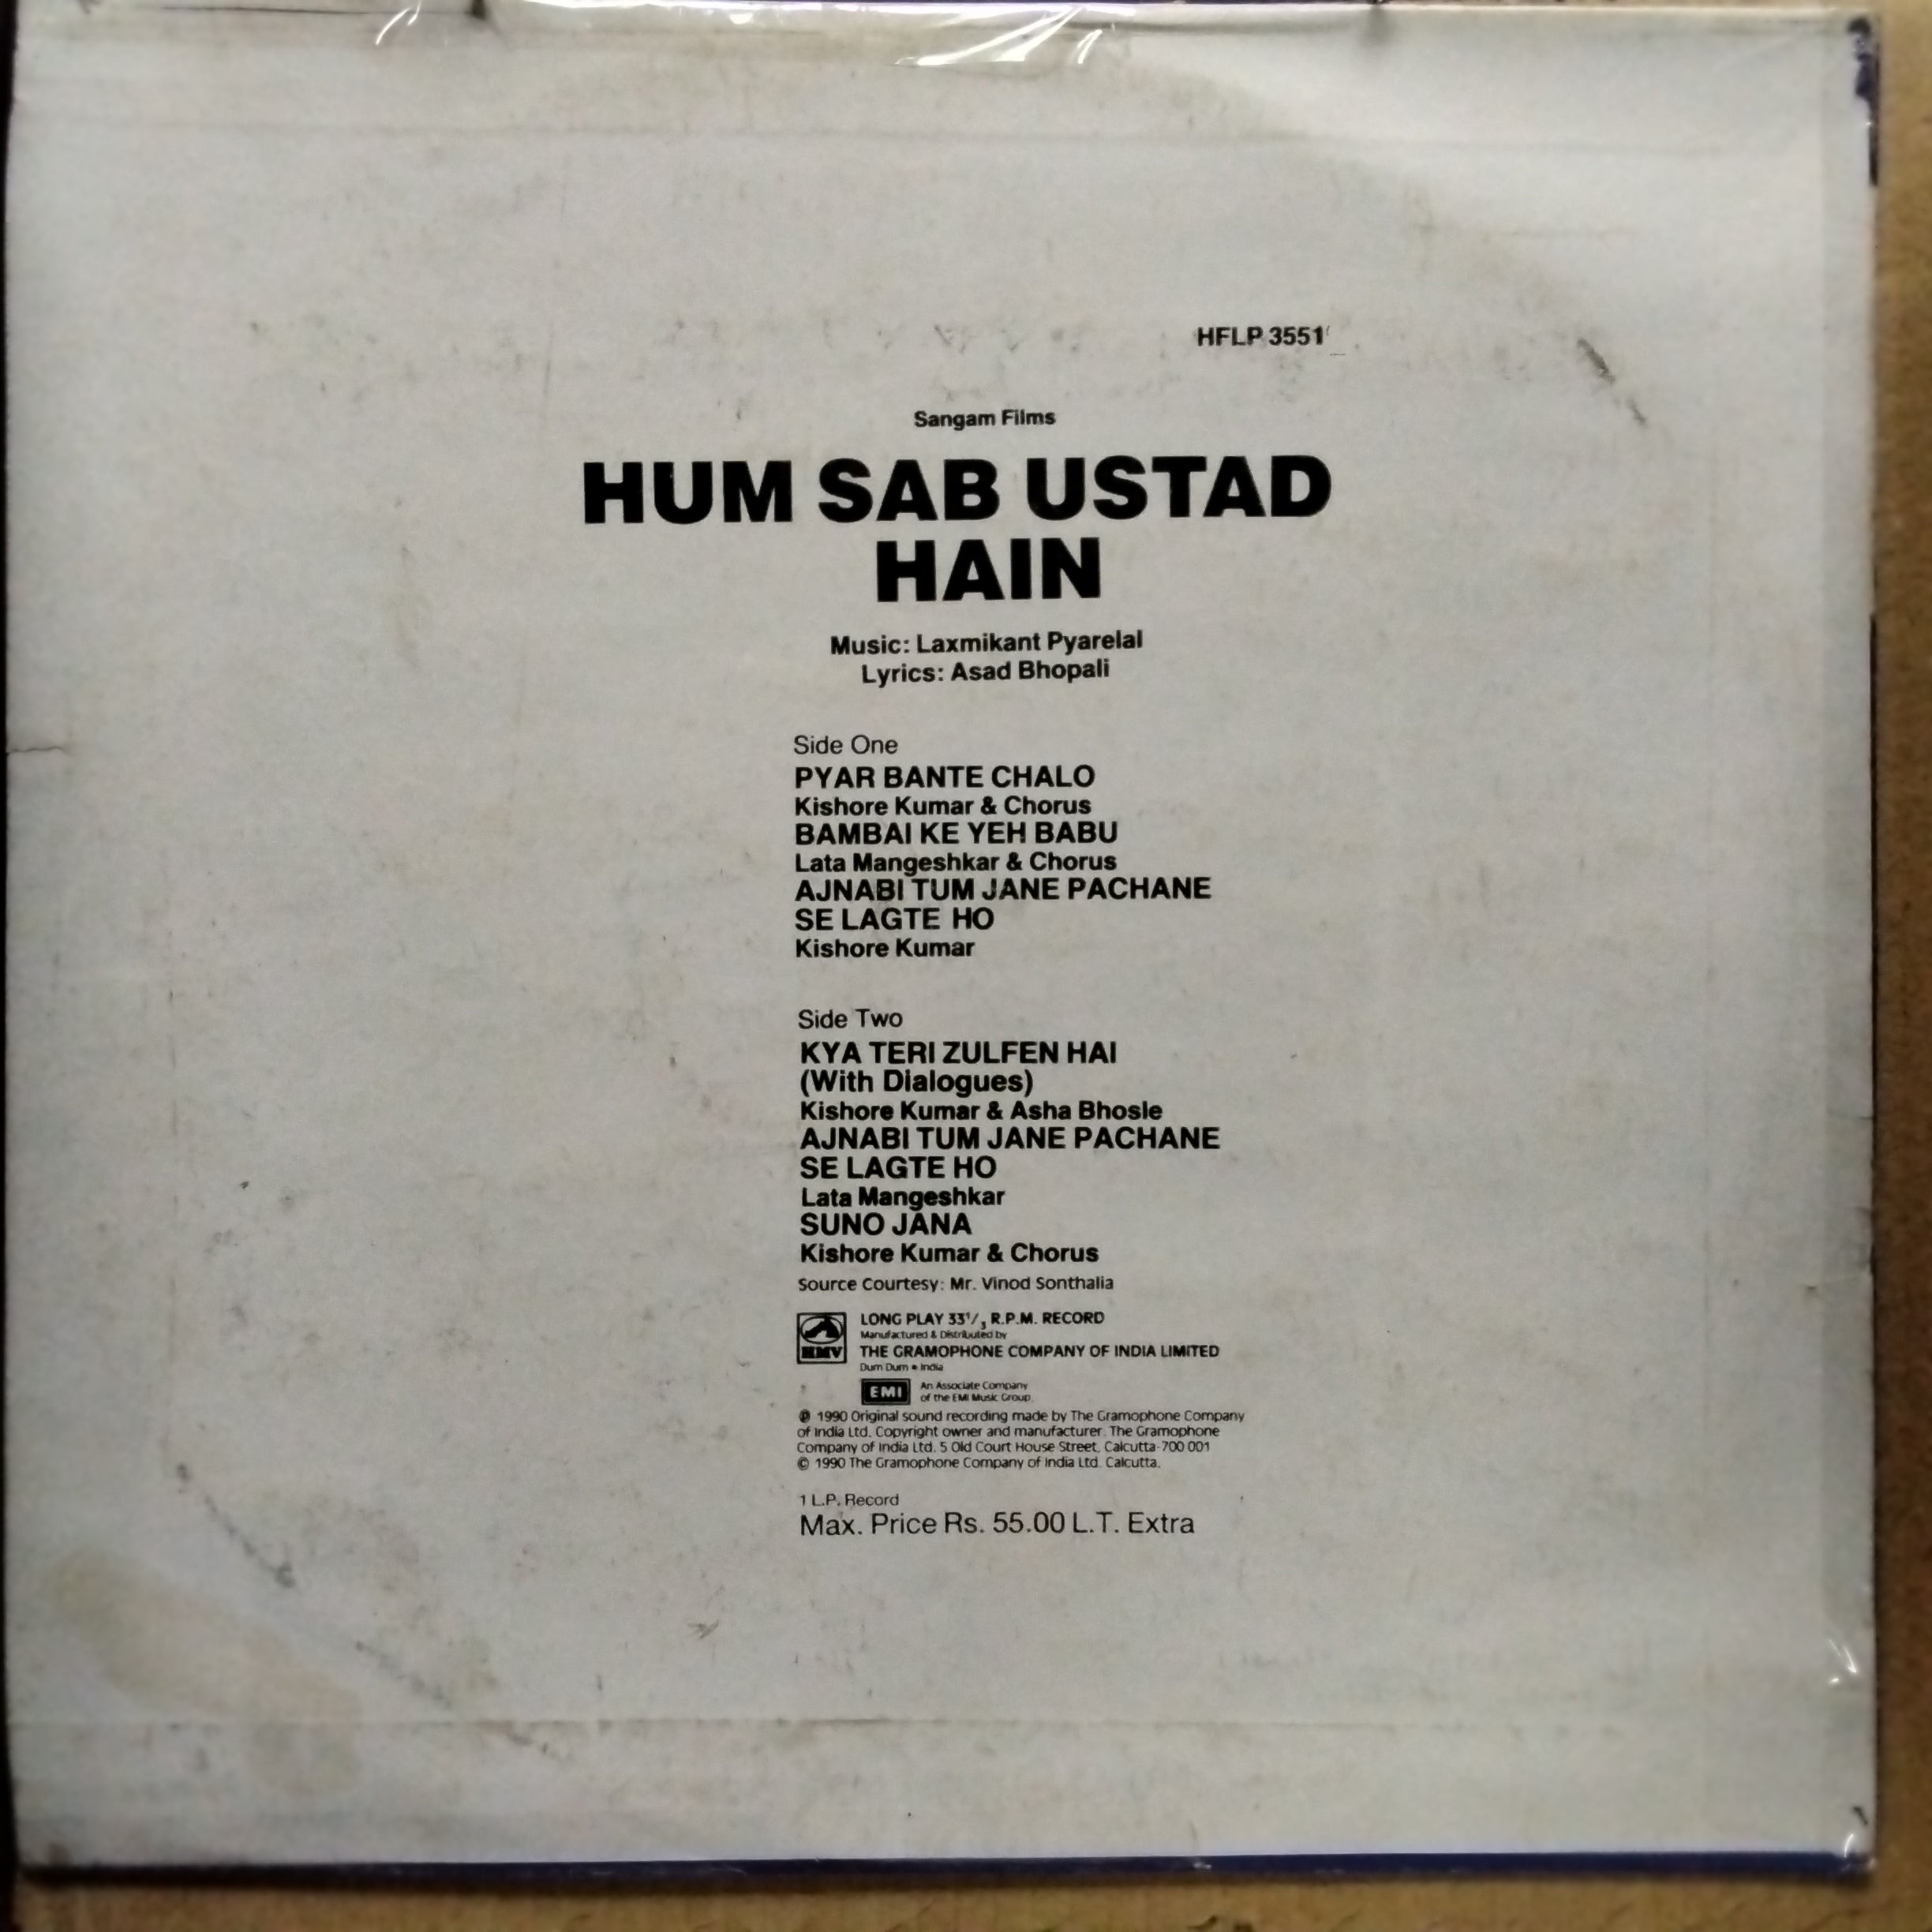 HFLP 3551
Sangam Films
HUM SAB USTAD
HAIN
Music: Laxmikant Pyarelal
Lyrics: Asad Bhopali
Side One
PYAR BANTE CHALO
Kishore Kumar & Chorus
BAMBAI KE YEH BABU
Lata Mangeshkar & Chorus
AJNABI TUM JANE PACHANE
SE LAGTE HO
Kishore Kumar
Side Two
KYA TERI ZULFEN HAI
(With Dialogues)
Kishore Kumar & Asha Bhosle
AJNABI TUM JANE PACHANE
SE LAGTE HO
Lata Mangeshkar
SUNO JANA
Kishore Kumar & Chorus
Source Courtesy: Mr. Vinod Sonthalia
LONG PLAY 33 1/3 R.P.M. RECORD
Manufactured & Distributed by
HMV
THE GRAMOPHONE COMPANY OF INDIA LIMITED
Dum Dum • India
EMI An Associate Company
of the EMI Music Group
℗ 1990 Original sound recording made by The Gramophone Company
of India Ltd. Copyright owner and manufacturer. The Gramophone
Company of India Ltd. 5 Old Court House Street, Calcutta-700 001
© 1990 The Gramophone Company of India Ltd. Calcutta.
1 L.P. Record
Max. Price Rs. 55.00 L.T. Extra